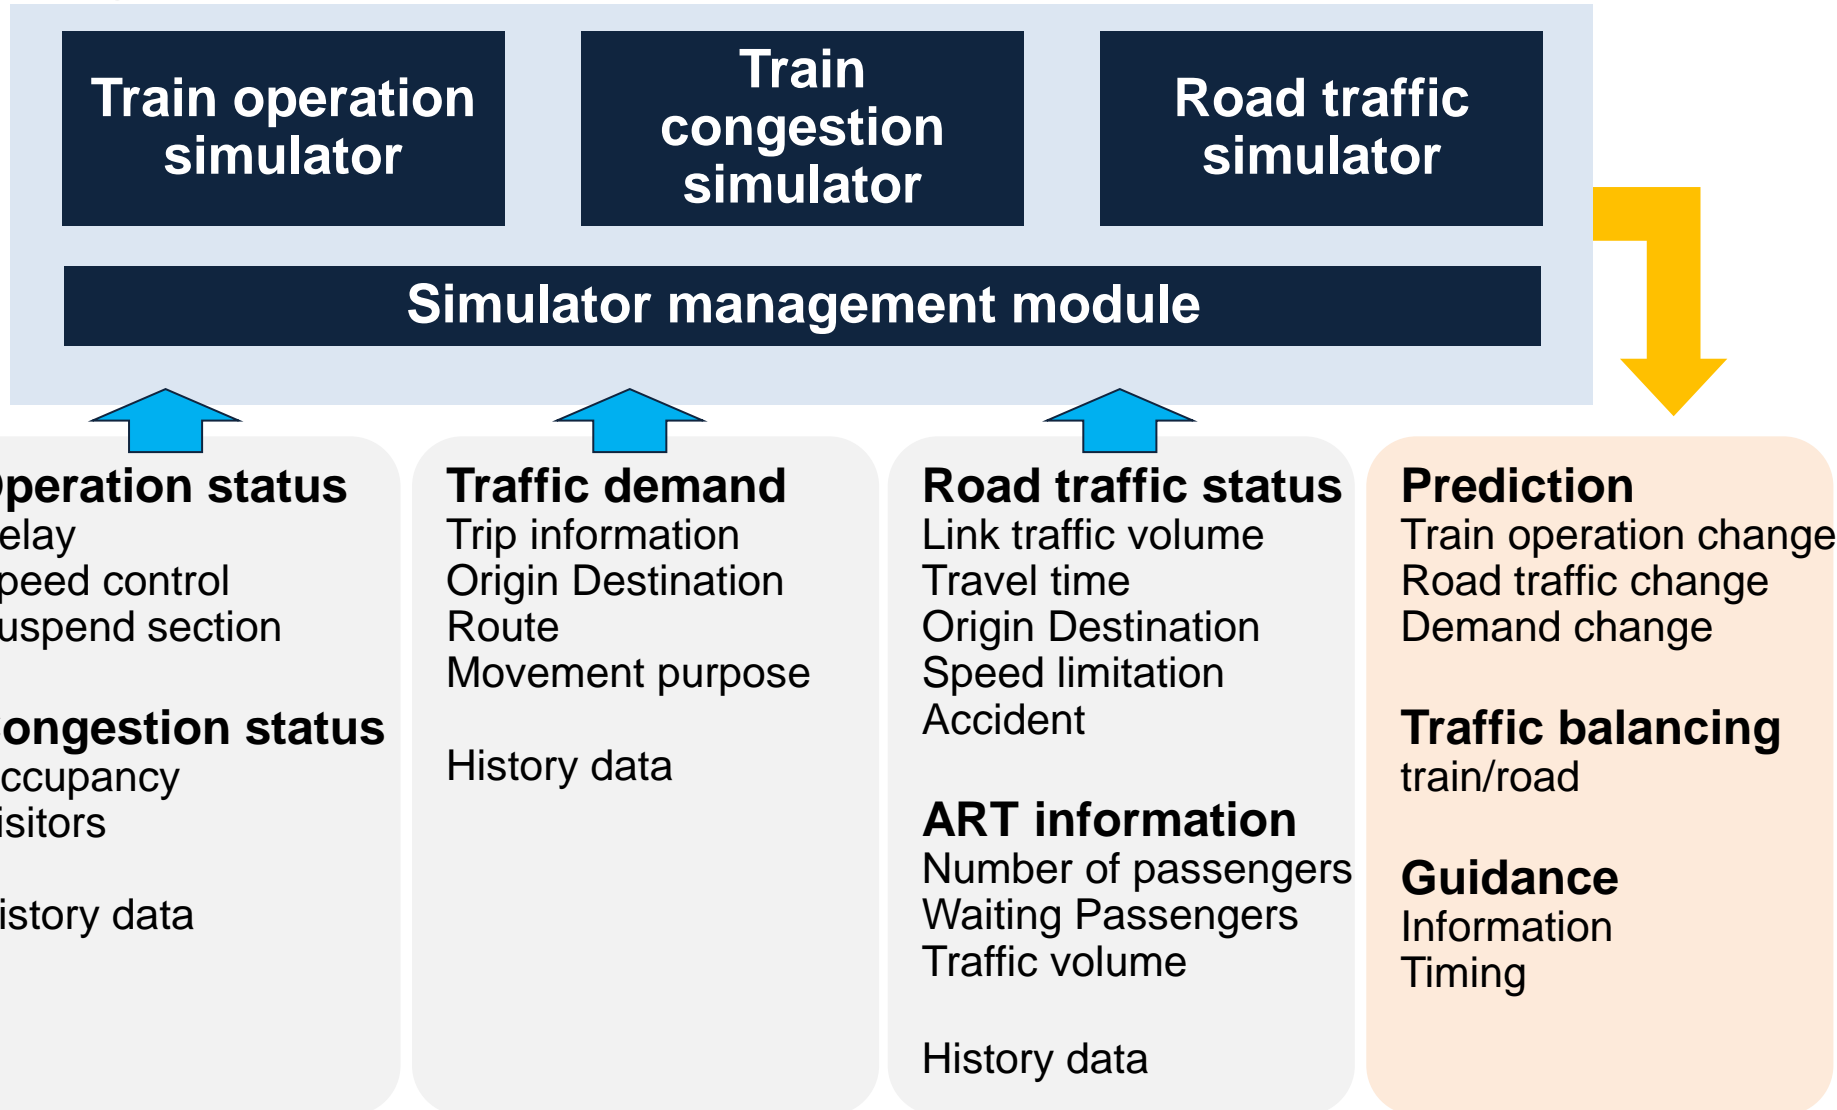 Train operation
simulator
Train
congestion
simulator
Road traffic
simulator
Simulator management module
peration status
elay
peed control
uspend section
ongestion status
ccupancy
isitors
istory data
Traffic demand
Trip information
Origin Destination
Route
Movement purpose
History data
Road traffic status
Link traffic volume
Travel time
Origin Destination
Speed limitation
Accident
ART information
Number of passengers
Waiting Passengers
Traffic volume
History data
Prediction
Train operation change
Road traffic change
Demand change
Traffic balancing
train/road
Guidance
Information
Timing